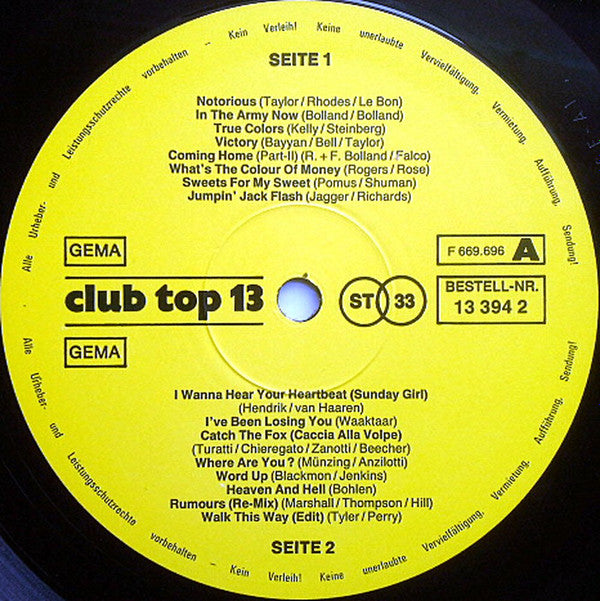 Alle Urheber- und Leistungsschutzrechte vorbehalten – Kein Verleih! Keine unerlaubte Vervielfältigung, Vermietung, Aufführung, Sendung!
SEITE 1
Notorious (Taylor/Rhodes/Le Bon)
In The Army Now (Bolland/Bolland)
True Colors (Kelly/Steinberg)
Victory (Bayyan/Bell/Taylor)
Coming Home (Part-II) (R. + F. Bolland/Falco)
What's The Colour Of Money (Rogers/Rose)
Sweets For My Sweet (Pomus/Shuman)
Jumpin' Jack Flash (Jagger/Richards)
GEMA
F 669.696 A
club top 13
ST 33
BESTELL-NR.
13 394 2
GEMA
I Wanna Hear Your Heartbeat (Sunday Girl)
(Hendrik/van Haaren)
I've Been Losing You (Waaktaar)
Catch The Fox (Caccia Alla Volpe)
(Turatti/Chieregato/Zanotti/Beecher)
Where Are You? (Münzing/Anzilotti)
Word Up (Blackmon/Jenkins)
Heaven And Hell (Bohlen)
Rumours (Re-Mix) (Marshall/Thompson/Hill)
Walk This Way (Edit) (Tyler/Perry)
SEITE 2
Alle Urheber- und Leistungsschutzrechte vorbehalten – Kein Verleih! Keine unerlaubte Vervielfältigung, Vermietung, Aufführung, Sendung!